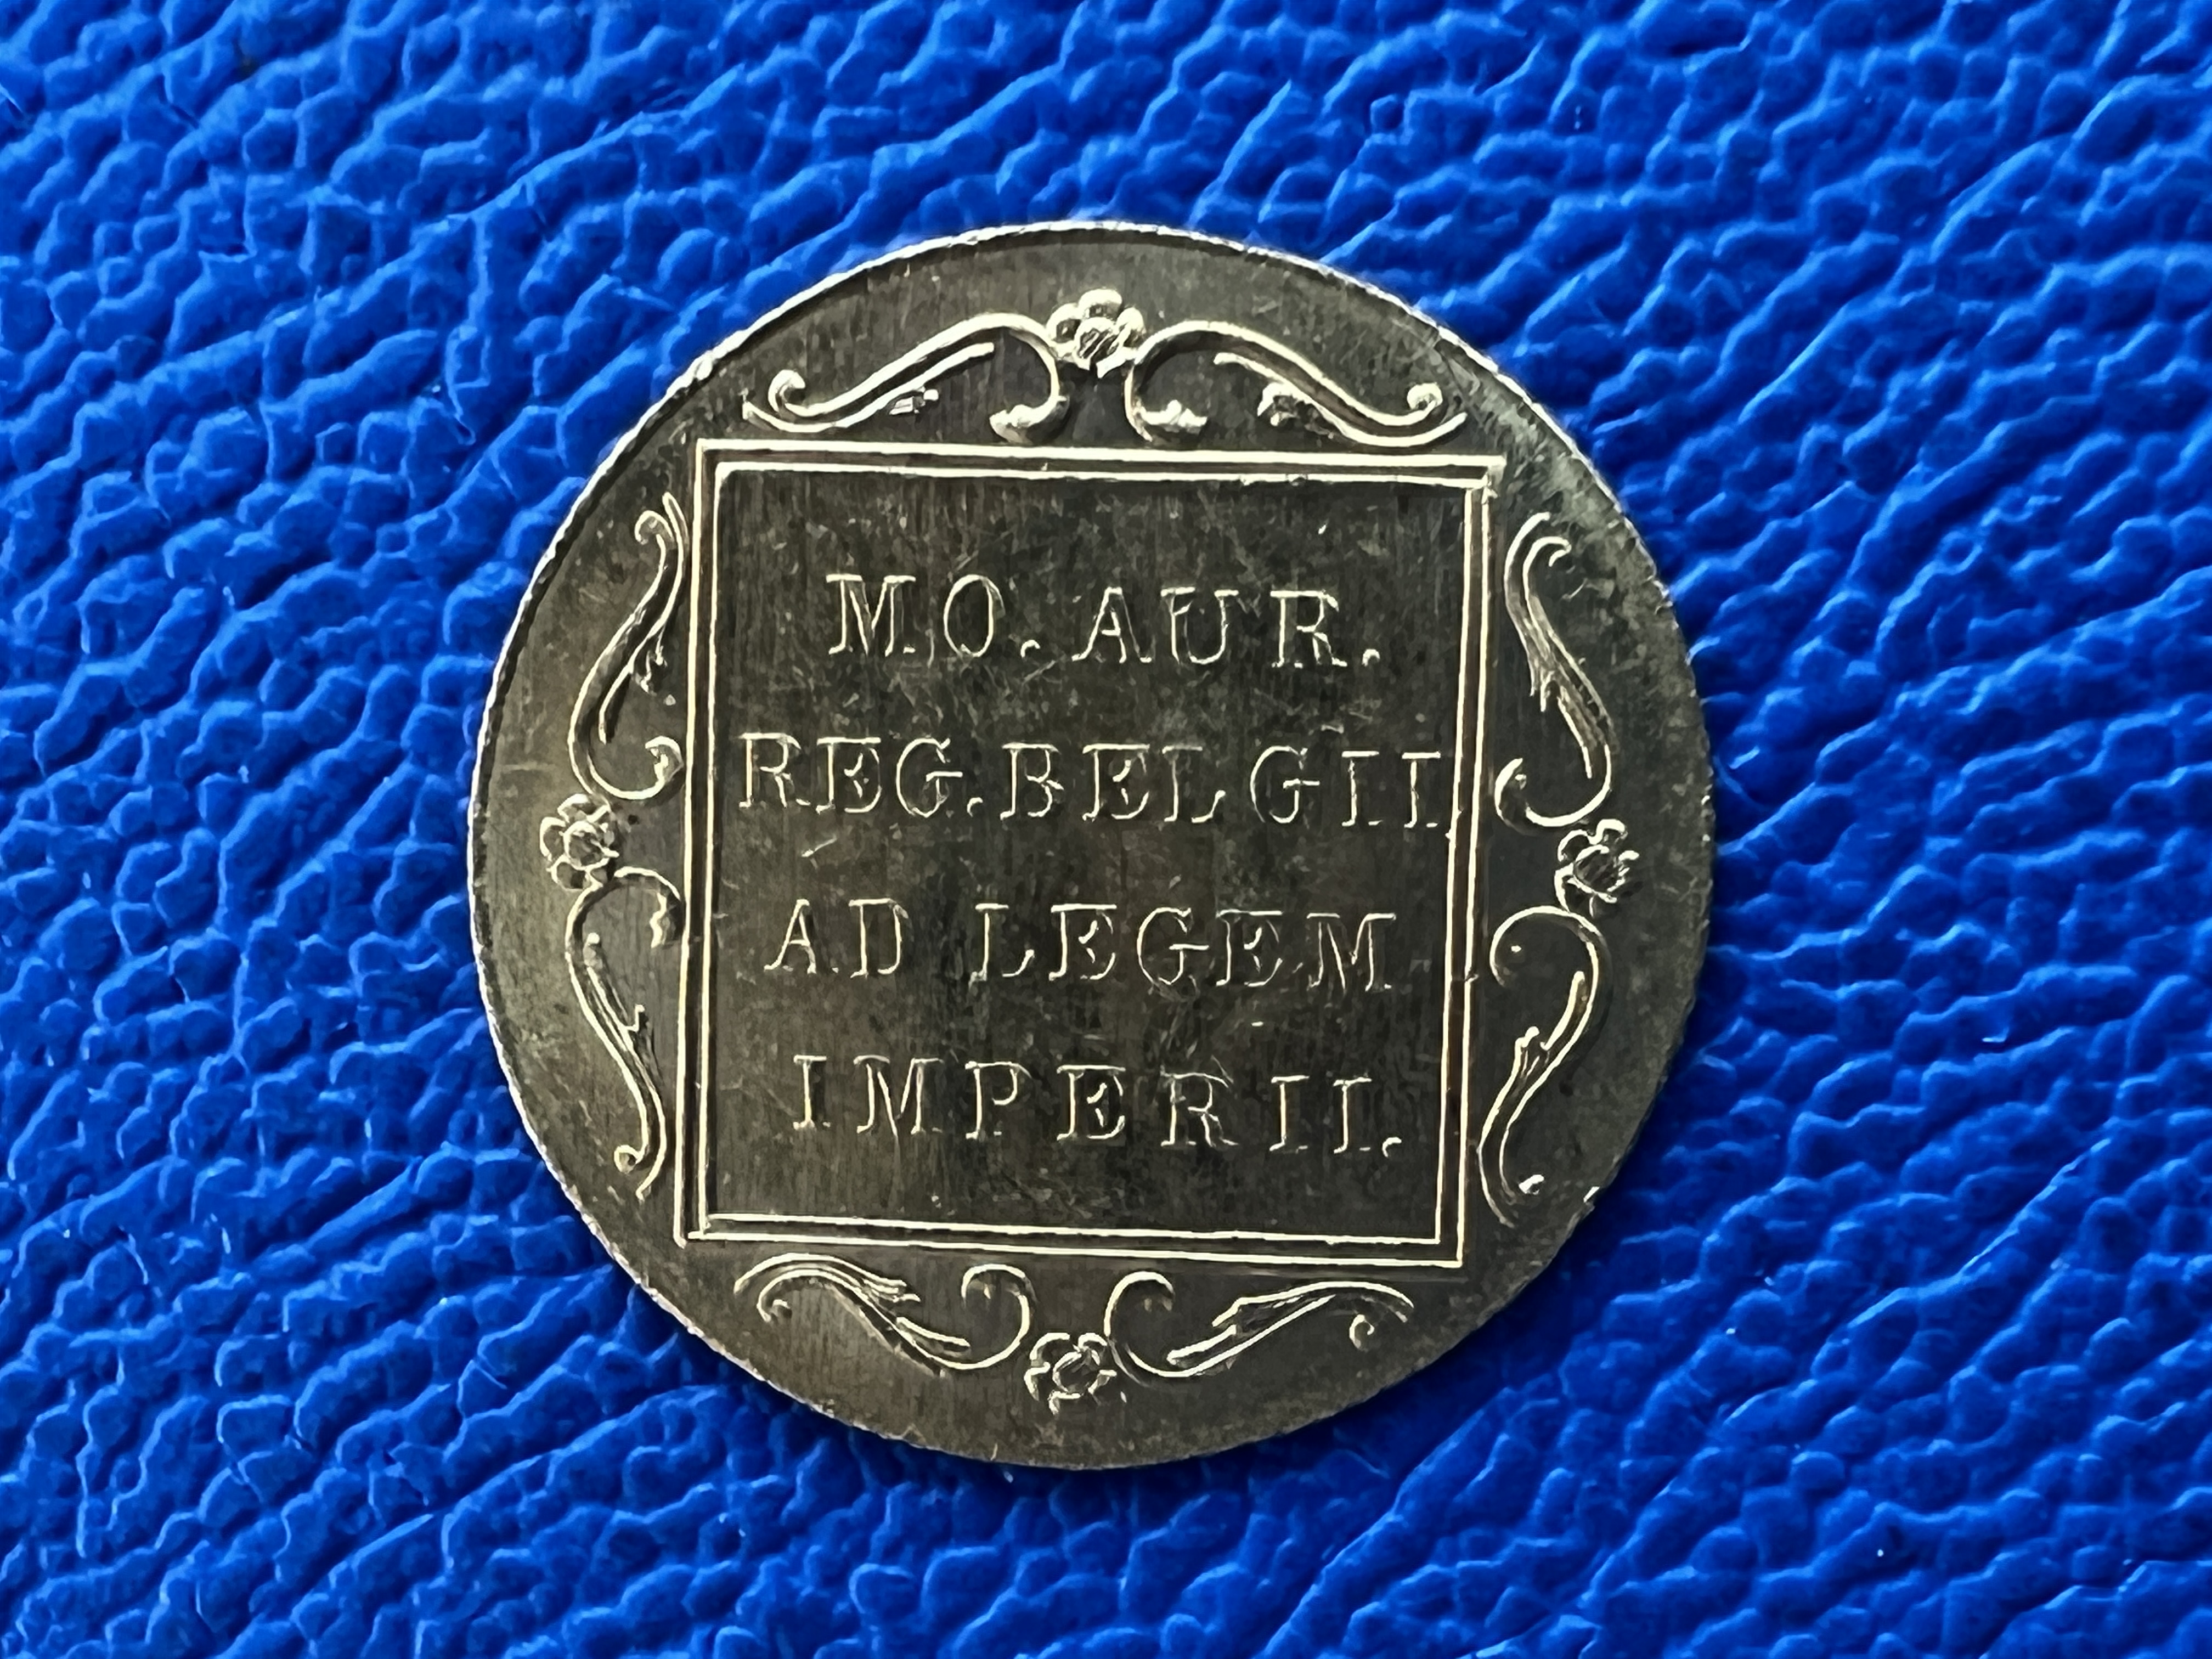 MO. AUR.
REG. BELGII
AD LEGEM
IMPERII.